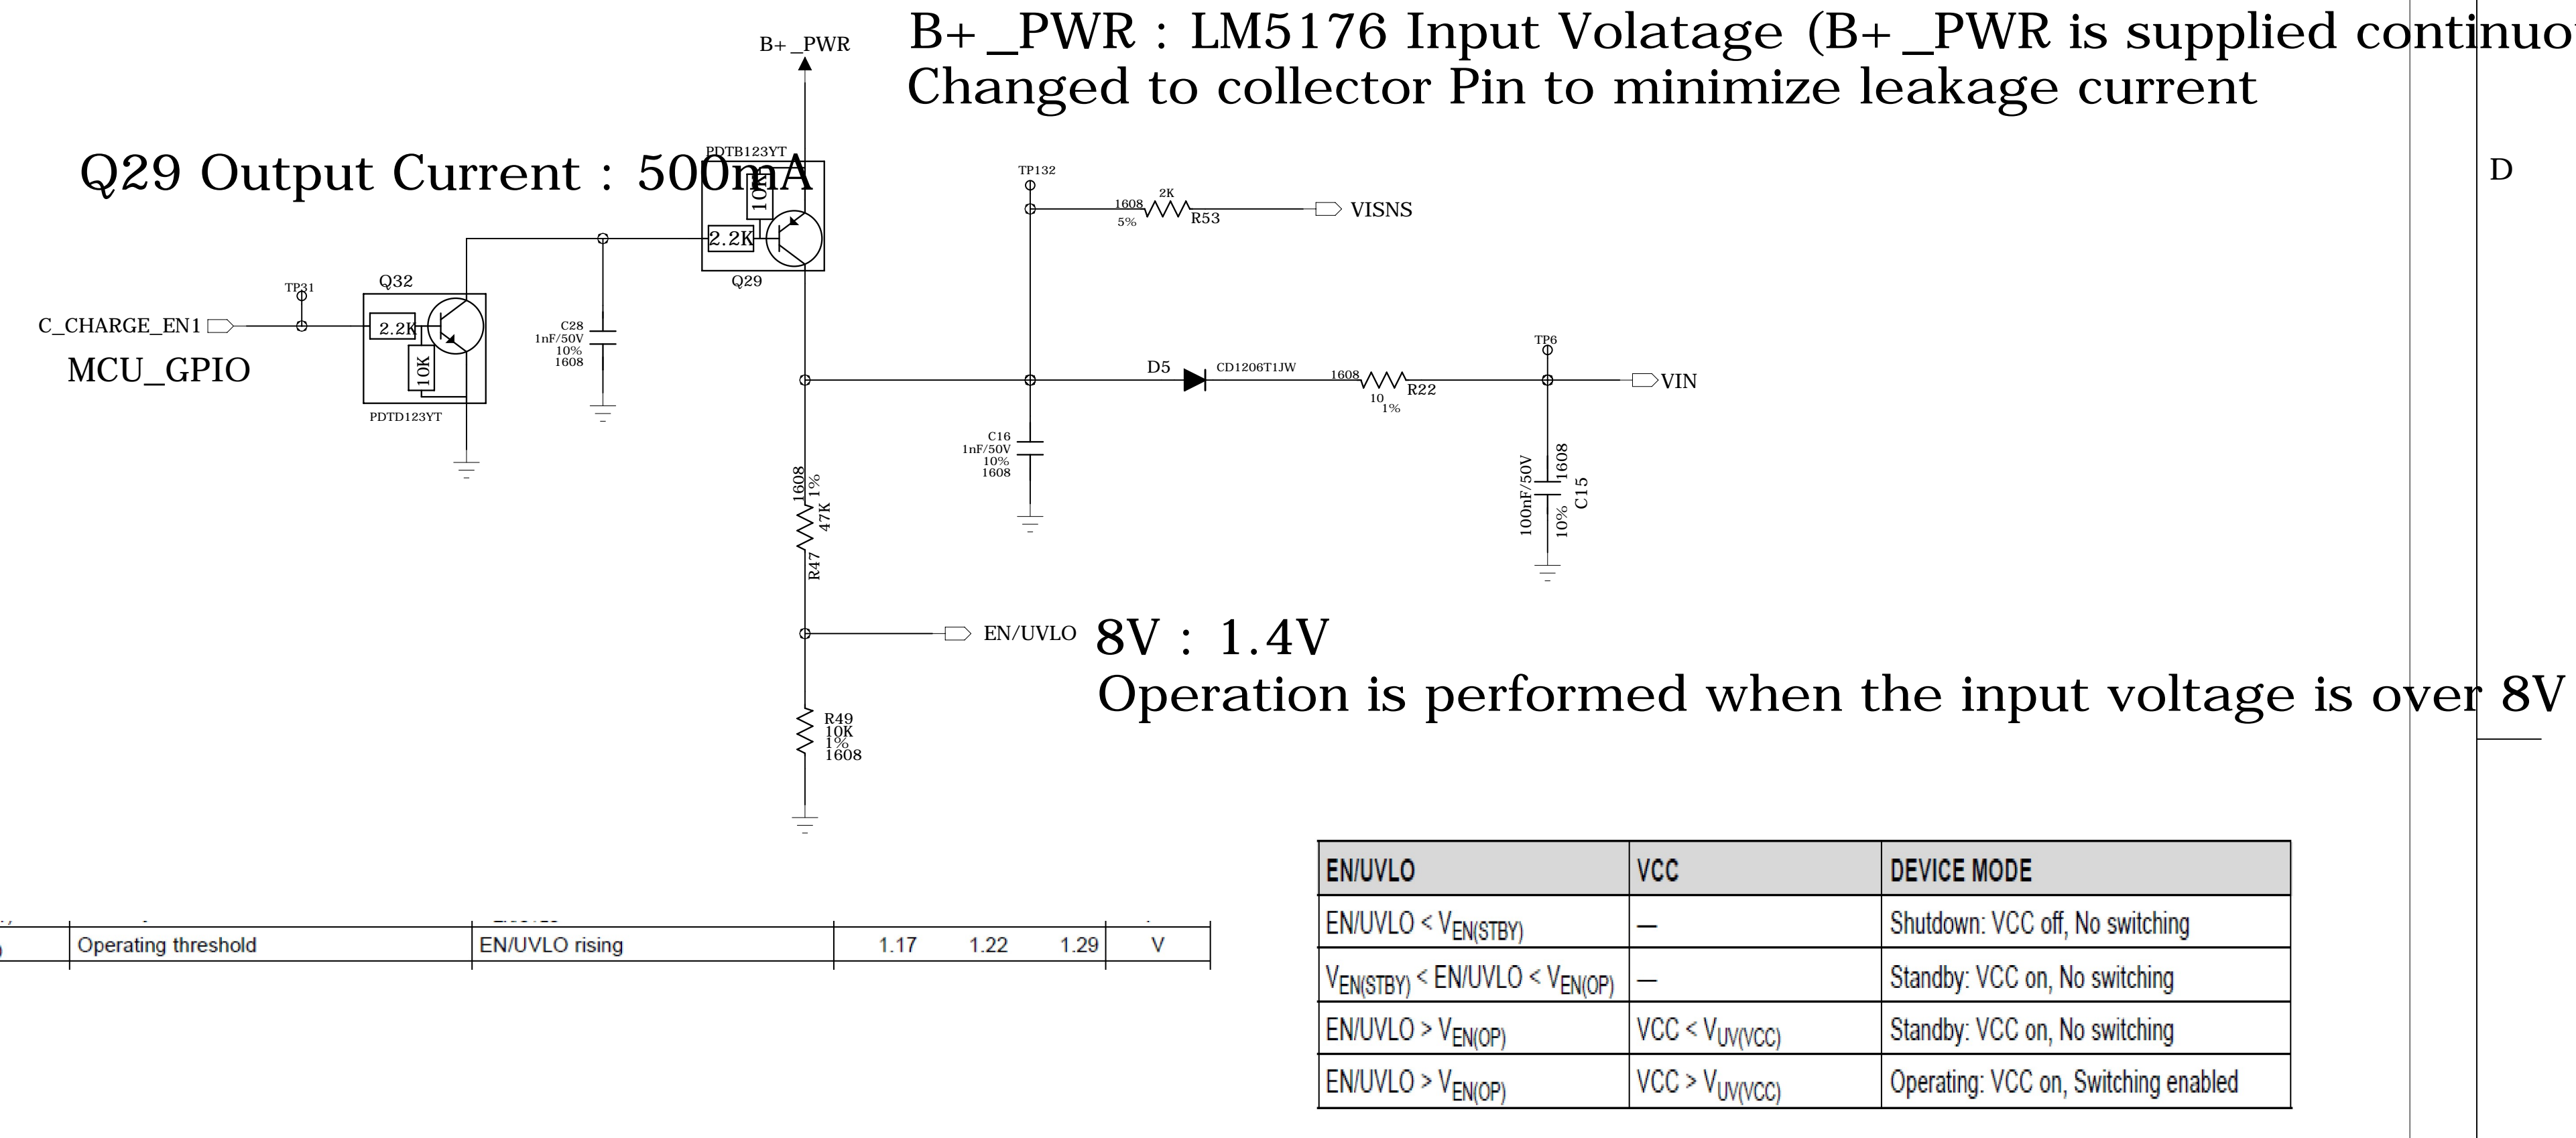 B+_PWR
B+_PWR : LM5176 Input Volatage (B+_PWR is supplied continuo
Changed to collector Pin to minimize leakage current
Q29 Output Current : 500mA
PDTB123YT
10K
2.2K
Q29
D
TP132
1608
2K
5%
R53
VISNS
Q32
TP31
C_CHARGE_EN1
MCU_GPIO
2.2K
10K
PDTD123YT
C28
1nF/50V
10%
1608
D5
CD1206T1JW
1608
10
1%
R22
TP6
VIN
C16
1nF/50V
10%
1608
1608
1%
47K
R47
100nF/50V
1608
10%
C15
EN/UVLO
8V : 1.4V
Operation is performed when the input voltage is over 8V
R49
10K
1%
1608
EN/UVLO VCC DEVICE MODE
EN/UVLO < VEN(STBY) — Shutdown: VCC off, No switching
VEN(STBY) < EN/UVLO < VEN(OP) — Standby: VCC on, No switching
EN/UVLO > VEN(OP) VCC < VUV(VCC) Standby: VCC on, No switching
EN/UVLO > VEN(OP) VCC > VUV(VCC) Operating: VCC on, Switching enabled
) Operating threshold EN/UVLO rising 1.17 1.22 1.29 V